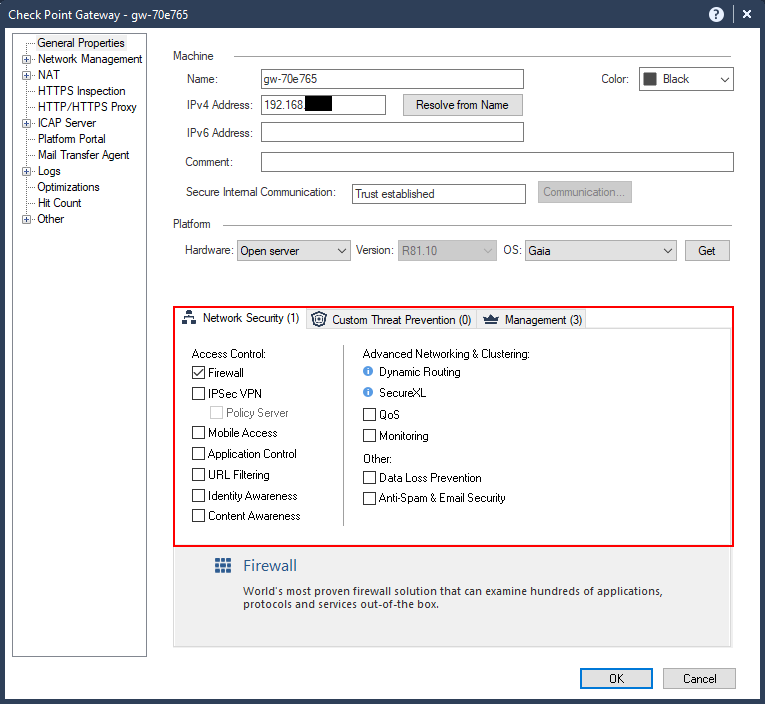 Check Point Gateway - gw-70e765
?
General Properties
Network Management
NAT
HTTPS Inspection
HTTP/HTTPS Proxy
ICAP Server
Platform Portal
Mail Transfer Agent
Logs
Optimizations
Hit Count
Other
Machine
Name: gw-70e765 Color: Black
IPv4 Address: 192.168. Resolve from Name
IPv6 Address:
Comment:
Secure Internal Communication: Trust established Communication...
Platform
Hardware: Open server Version: R81.10 OS: Gaia Get
Network Security (1) Custom Threat Prevention (0) Management (3)
Access Control:
Firewall
IPSec VPN
Policy Server
Mobile Access
Application Control
URL Filtering
Identity Awareness
Content Awareness
Advanced Networking & Clustering:
Dynamic Routing
SecureXL
QoS
Monitoring
Other:
Data Loss Prevention
Anti-Spam & Email Security
Firewall
World's most proven firewall solution that can examine hundreds of applications,
protocols and services out-of-the box.
OK Cancel